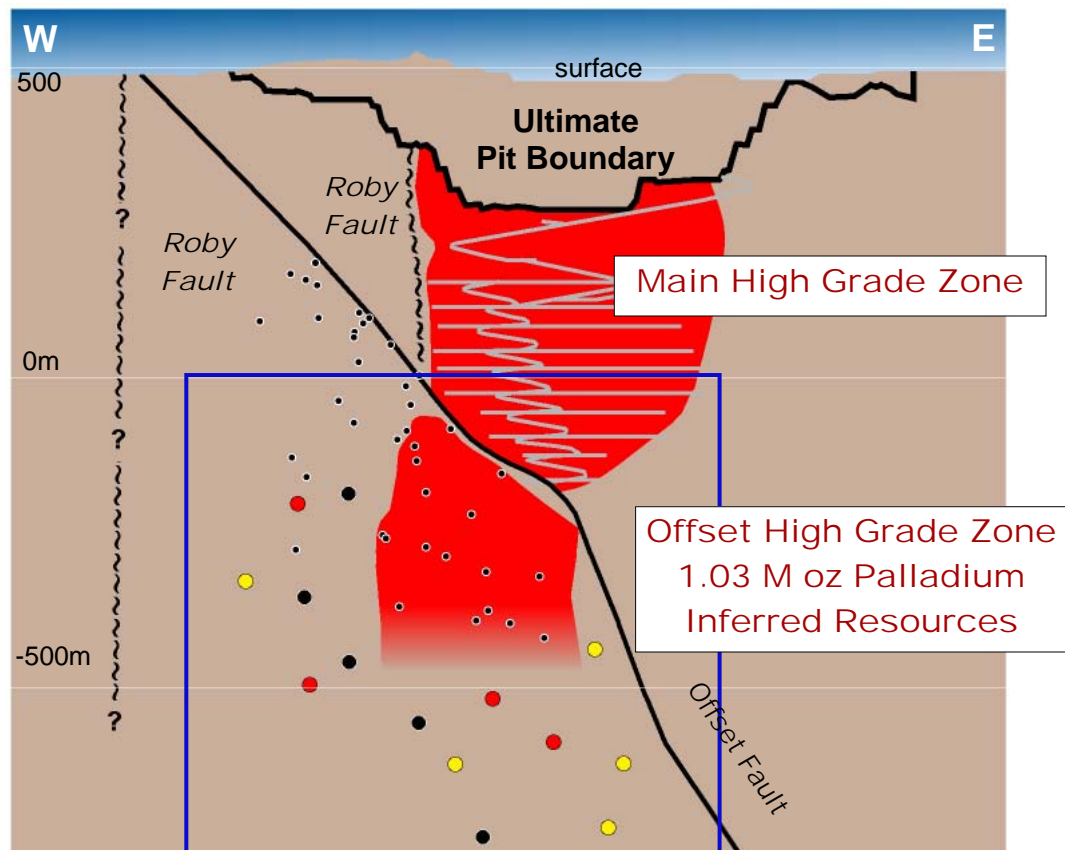 W
E
surface
500
Ultimate
Pit Boundary
Roby
Fault
?
Roby
Fault
Main High Grade Zone
0m
?
Offset High Grade Zone
1.03 M oz Palladium
Inferred Resources
-500m
?
Offset Fault